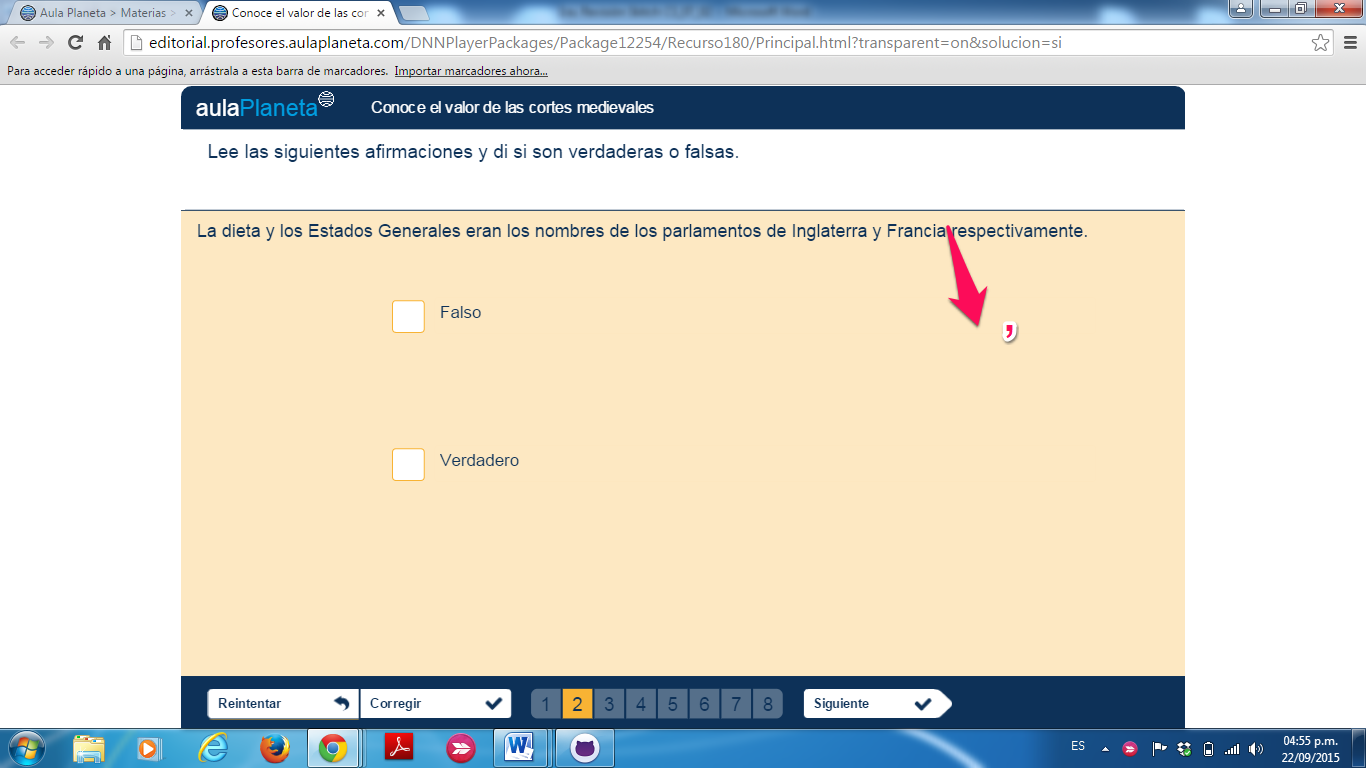 Aula Planeta > Materias >
Conoce el valor de las cor
editorial.profesores.aulaplaneta.com/DNNPlayerPackages/Package12254/Recurso180/Principal.html?transparent=on&solucion=si
Para acceder rápido a una página, arrástrala a esta barra de marcadores. Importar marcadores ahora...
aulaPlaneta Conoce el valor de las cortes medievales
Lee las siguientes afirmaciones y di si son verdaderas o falsas.
La dieta y los Estados Generales eran los nombres de los parlamentos de Inglaterra y Francia respectivamente.
Falso
,
Verdadero
Reintentar Corregir 1 2 3 4 5 6 7 8 Siguiente
ES 04:55 p.m.
22/09/2015